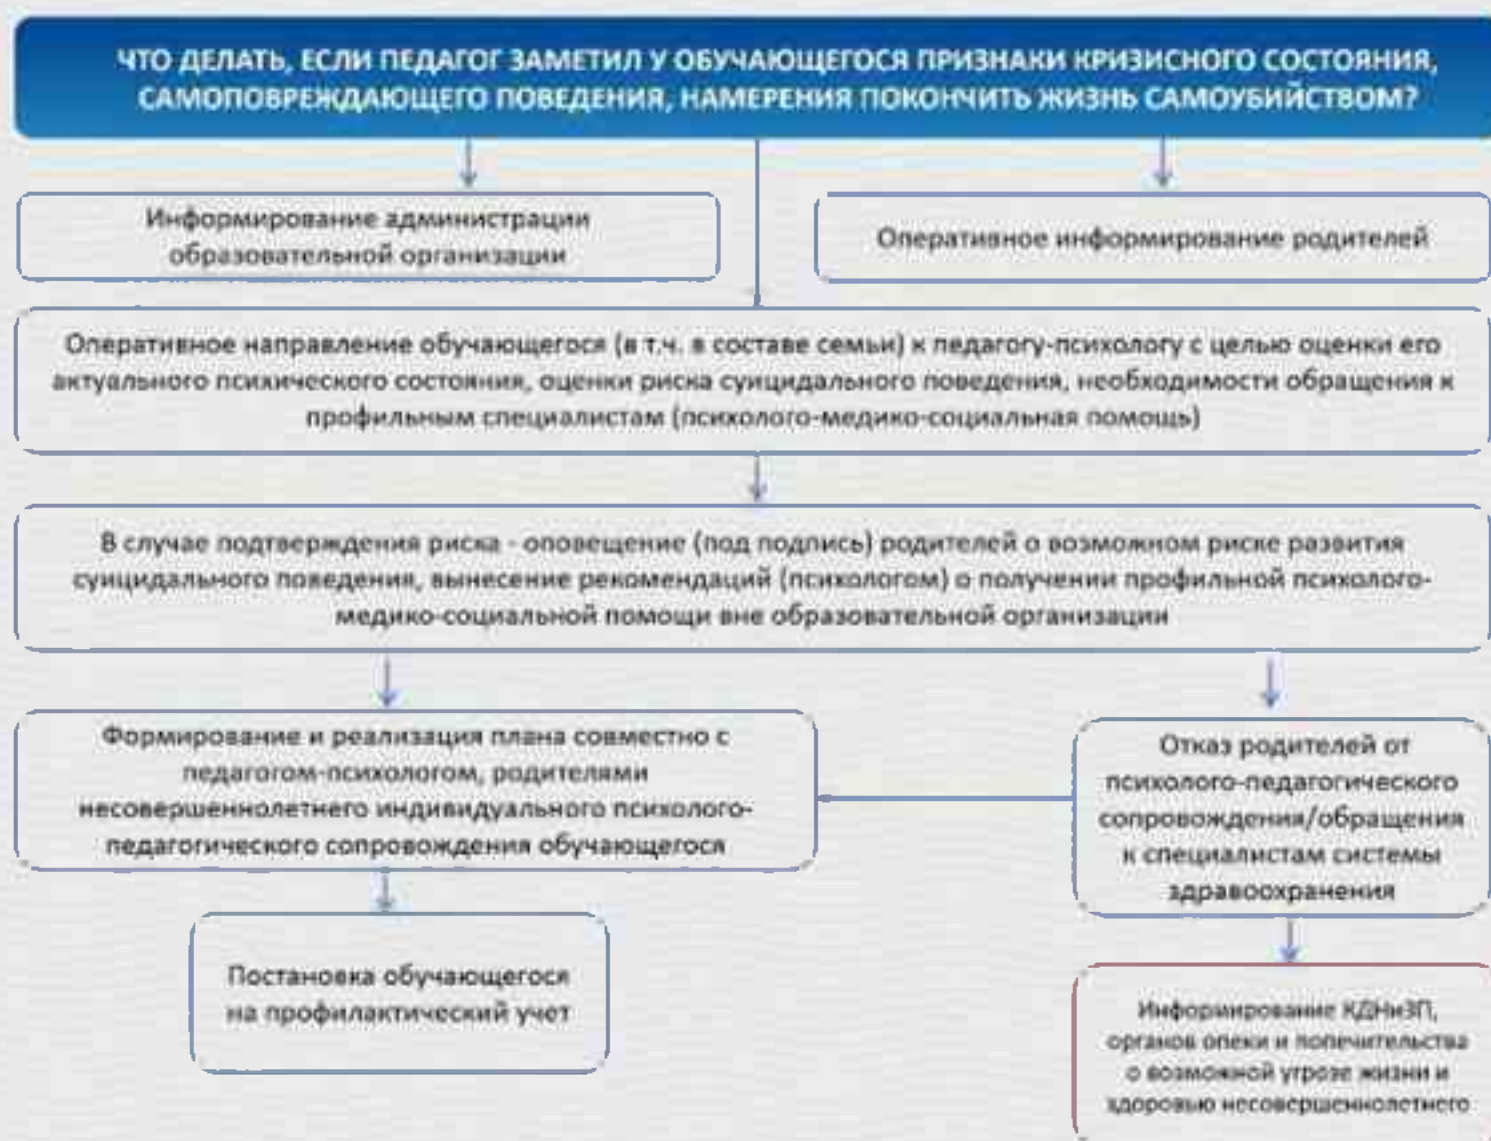 ЧТО ДЕЛАТЬ, ЕСЛИ ПЕДАГОГ ЗАМЕТИЛ У ОБУЧАЮЩЕГОСЯ ПРИЗНАКИ КРИЗИСНОГО СОСТОЯНИЯ,
САМОПОВРЕЖДАЮЩЕГО ПОВЕДЕНИЯ, НАМЕРЕНИЯ ПОКОНЧИТЬ ЖИЗНЬ САМОУБИЙСТВОМ?
Информирование администрации
образовательной организации
Оперативное информирование родителей
Оперативное направление обучающегося (в т.ч. в составе семьи) к педагогу-психологу с целью оценки его
актуального психического состояния, оценки риска суицидального поведения, необходимости обращения к
профильным специалистам (психолого-медико-социальная помощь)
В случае подтверждения риска - оповещение (под подпись) родителей о возможном риске развития
суицидального поведения, вынесение рекомендаций (психологом) о получении профильной психолого-
медико-социальной помощи вне образовательной организации
Формирование и реализация плана совместно с
педагогом-психологом, родителями
несовершеннолетнего индивидуального психолого-
педагогического сопровождения обучающегося
Отказ родителей от
психолого-педагогического
сопровождения/обращения
к специалистам системы
здравоохранения
Постановка обучающегося
на профилактический учет
Информирование КДНиЗП,
органов опеки и попечительства
о возможной угрозе жизни и
здоровью несовершеннолетнего